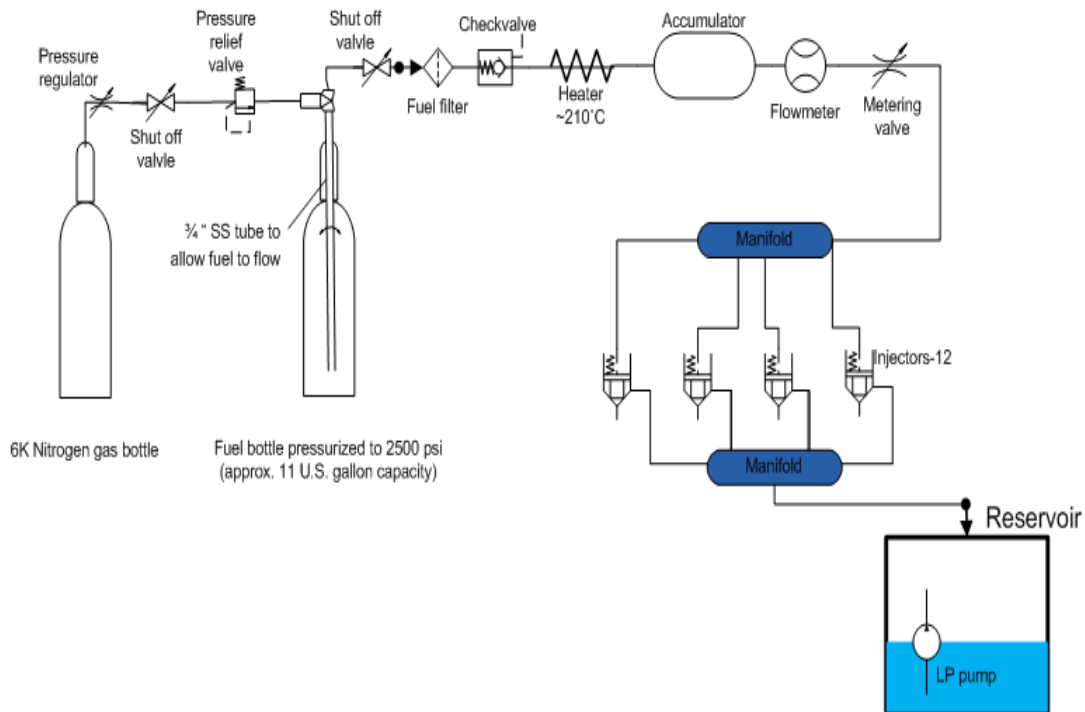 Pressure
regulator
Shut off
valvle
Pressure
relief
valve
Shut off
valvle
Fuel filter
Checkvalve
Heater
~210°C
Accumulator
Flowmeter
Metering
valve
¾ “ SS tube to
allow fuel to flow
6K Nitrogen gas bottle
Fuel bottle pressurized to 2500 psi
(approx. 11 U.S. gallon capacity)
Manifold
Injectors-12
Manifold
Reservoir
LP pump